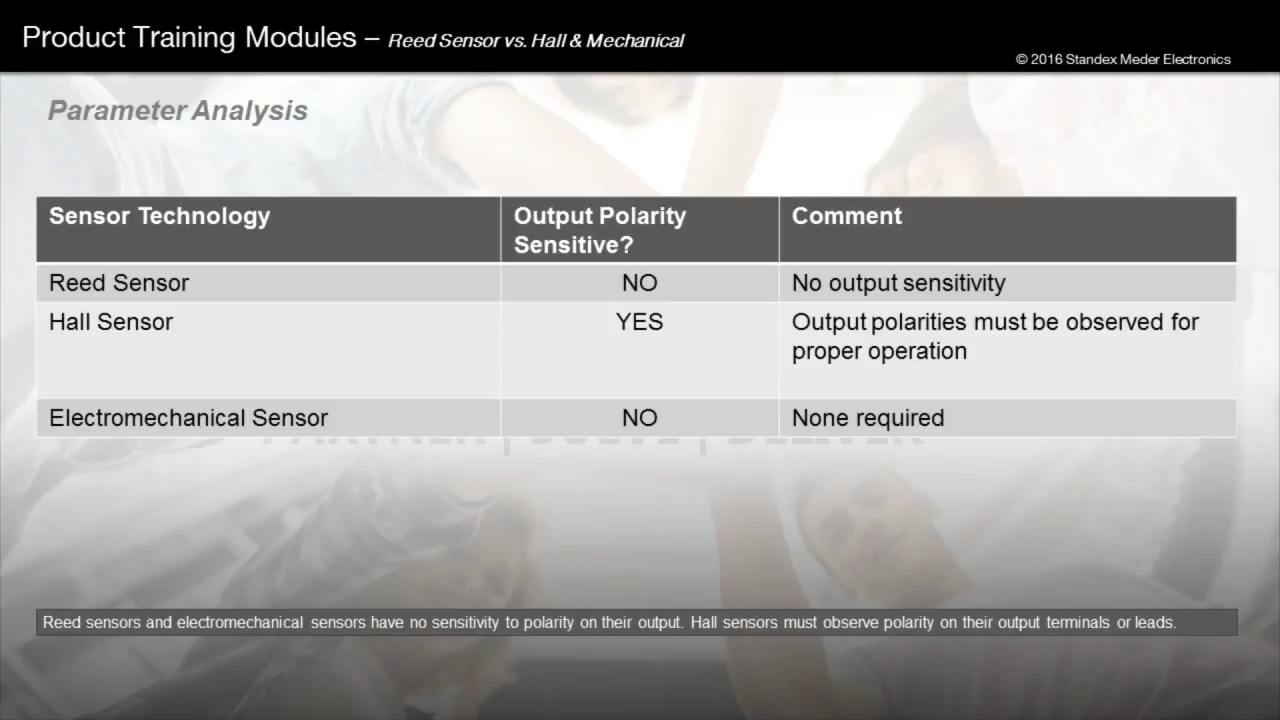 Product Training Modules – Reed Sensor vs. Hall & Mechanical
© 2016 Standex Meder Electronics
Parameter Analysis
Sensor Technology
Output Polarity
Sensitive?
Comment
Reed Sensor
NO
No output sensitivity
Hall Sensor
YES
Output polarities must be observed for
proper operation
Electromechanical Sensor
NO
None required
PARTNER | SOLVE | DELIVER
Reed sensors and electromechanical sensors have no sensitivity to polarity on their output. Hall sensors must observe polarity on their output terminals or leads.